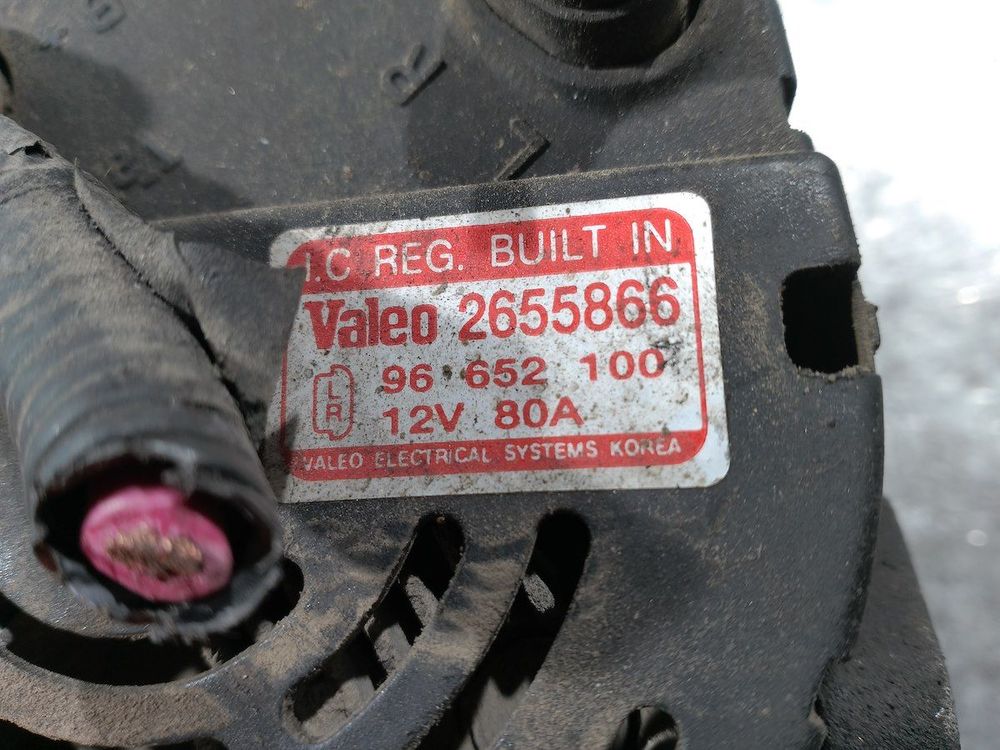 R
L
I.C REG. BUILT IN
Valeo 2655866
L
R
96 652 100
12V 80A
VALEO ELECTRICAL SYSTEMS KOREA